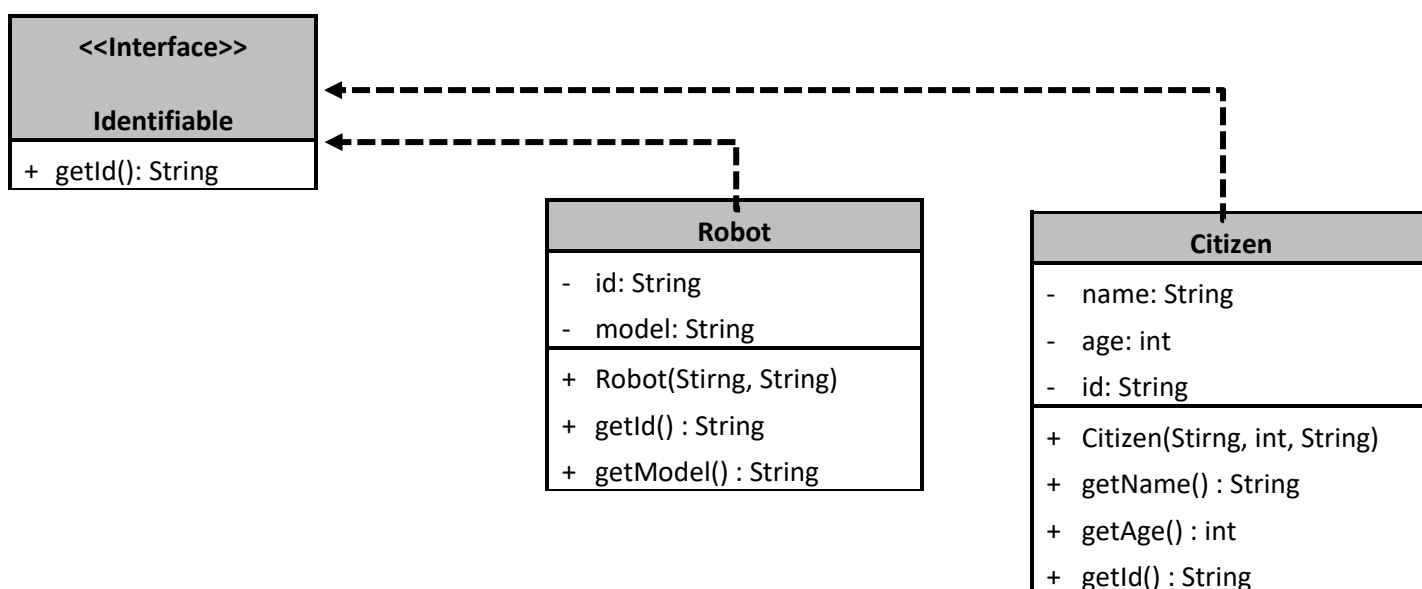 <<Interface>>
Identifiable
+ getId(): String
Robot
- id: String
- model: String
+ Robot(Stirng, String)
+ getId() : String
+ getModel() : String
Citizen
- name: String
- age: int
- id: String
+ Citizen(Stirng, int, String)
+ getName() : String
+ getAge() : int
+ getId() : String